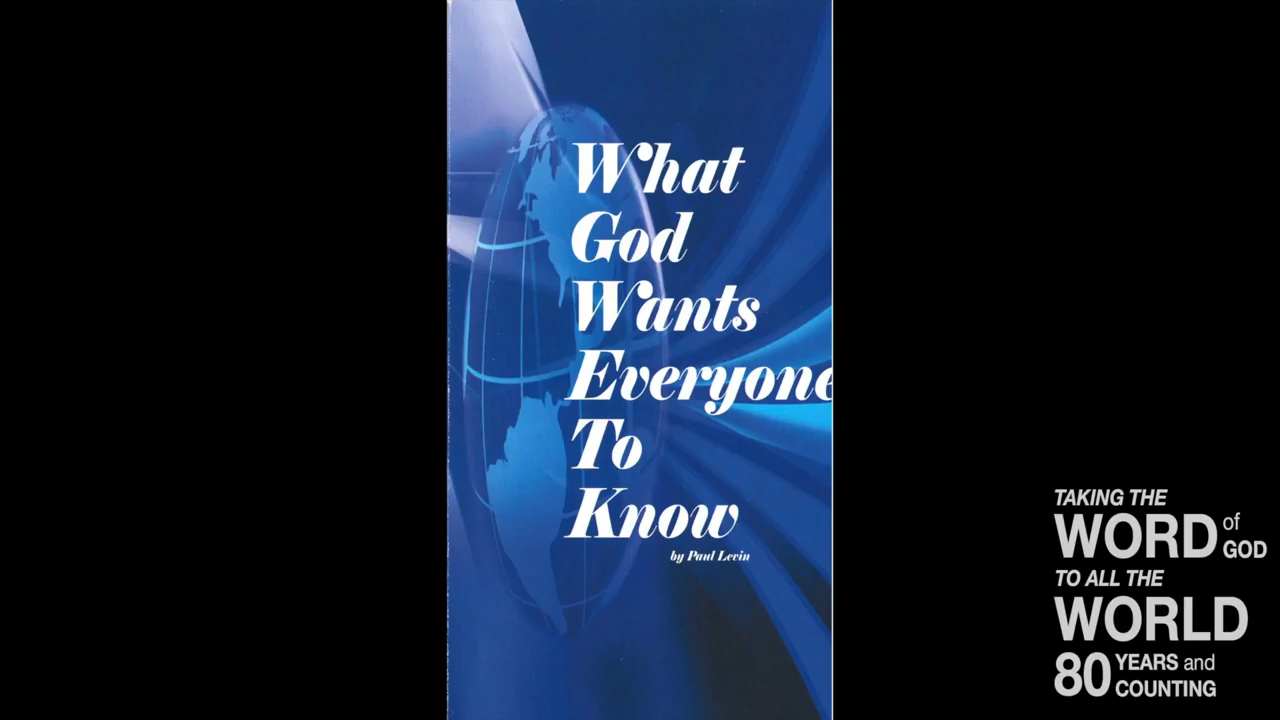 What
God
Wants
Everyone
To
Know
by Paul Levin
TAKING THE
WORD of GOD
TO ALL THE
WORLD
80 YEARS and
COUNTING